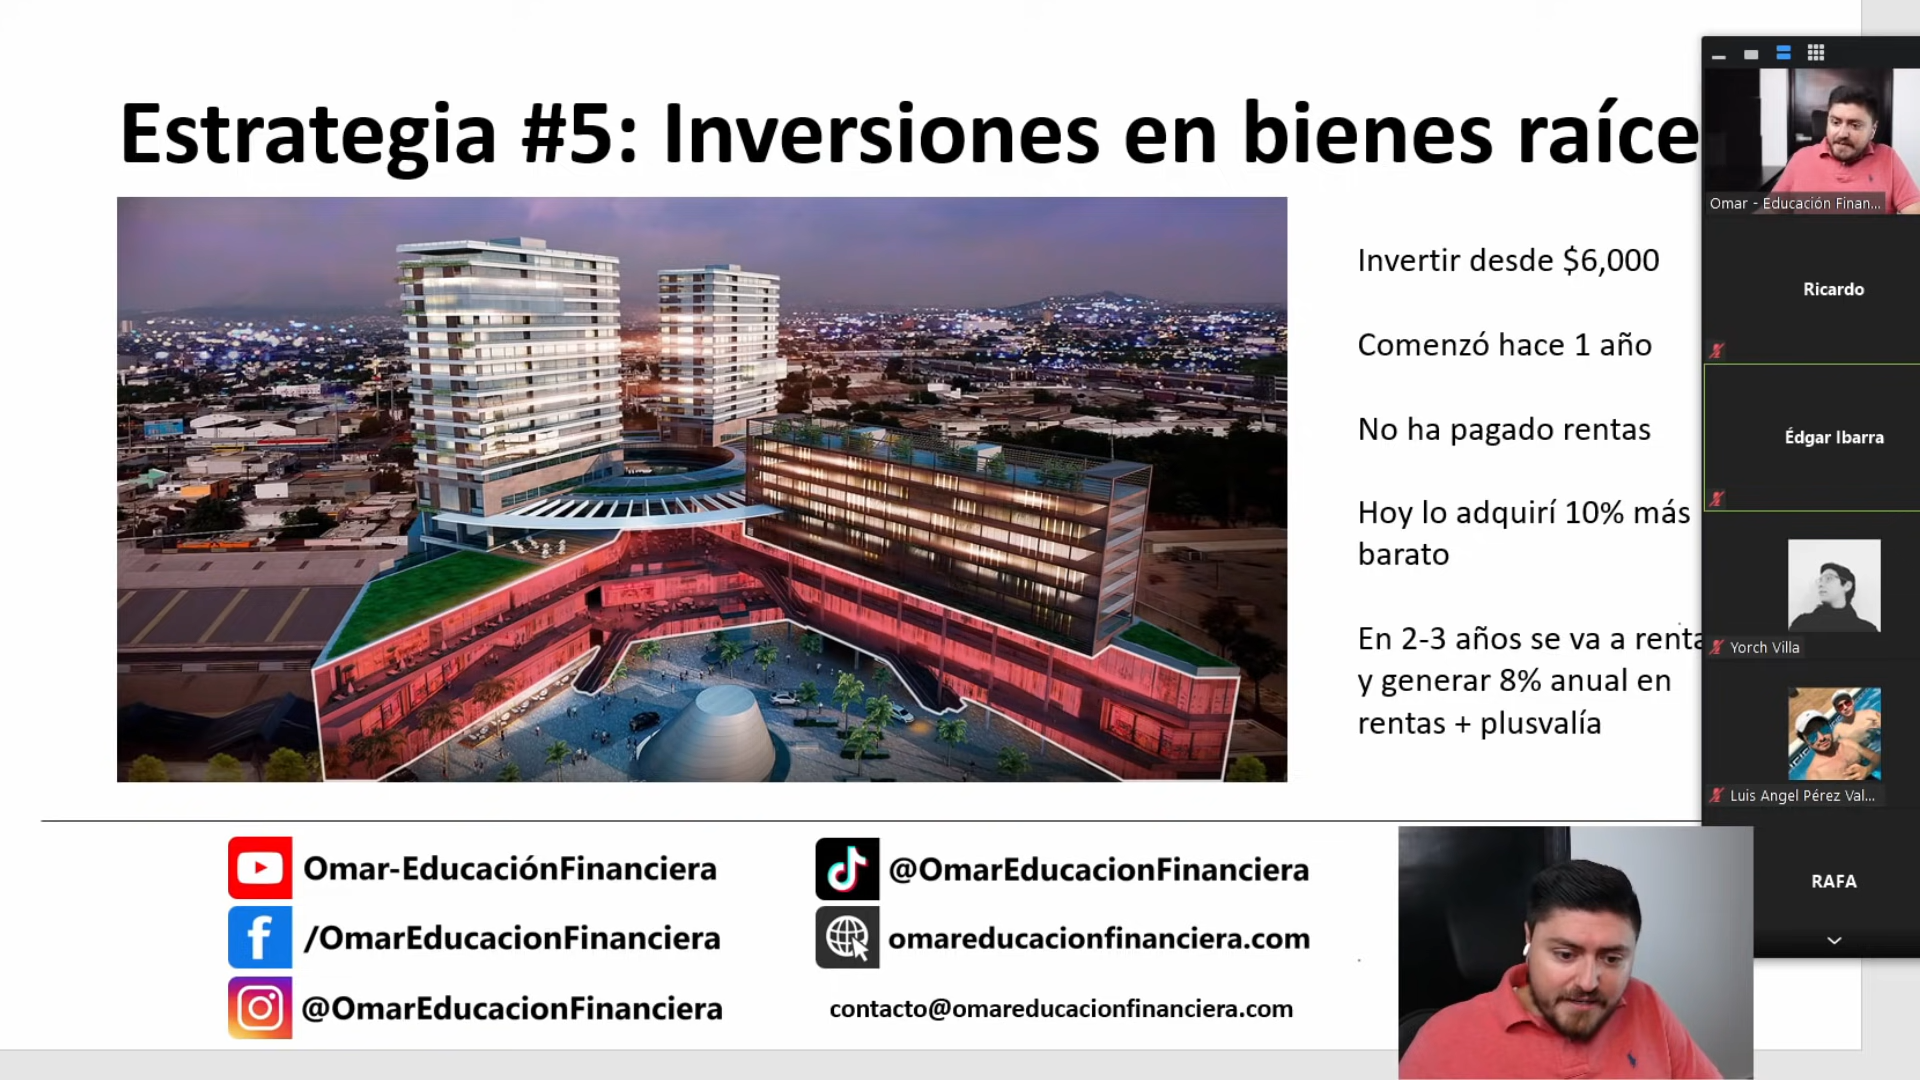 Estrategia #5: Inversiones en bienes raíce
Invertir desde $6,000
Comenzó hace 1 año
No ha pagado rentas
Hoy lo adquirí 10% más
barato
En 2-3 años se va a renta
y generar 8% anual en
rentas + plusvalía
Omar-EducaciónFinanciera
/OmarEducacionFinanciera
@OmarEducacionFinanciera
@OmarEducacionFinanciera
omareducacionfinanciera.com
contacto@omareducacionfinanciera.com
Omar - Educación Finan...
Ricardo
Édgar Ibarra
Yorch Villa
Luis Angel Pérez Val...
RAFA